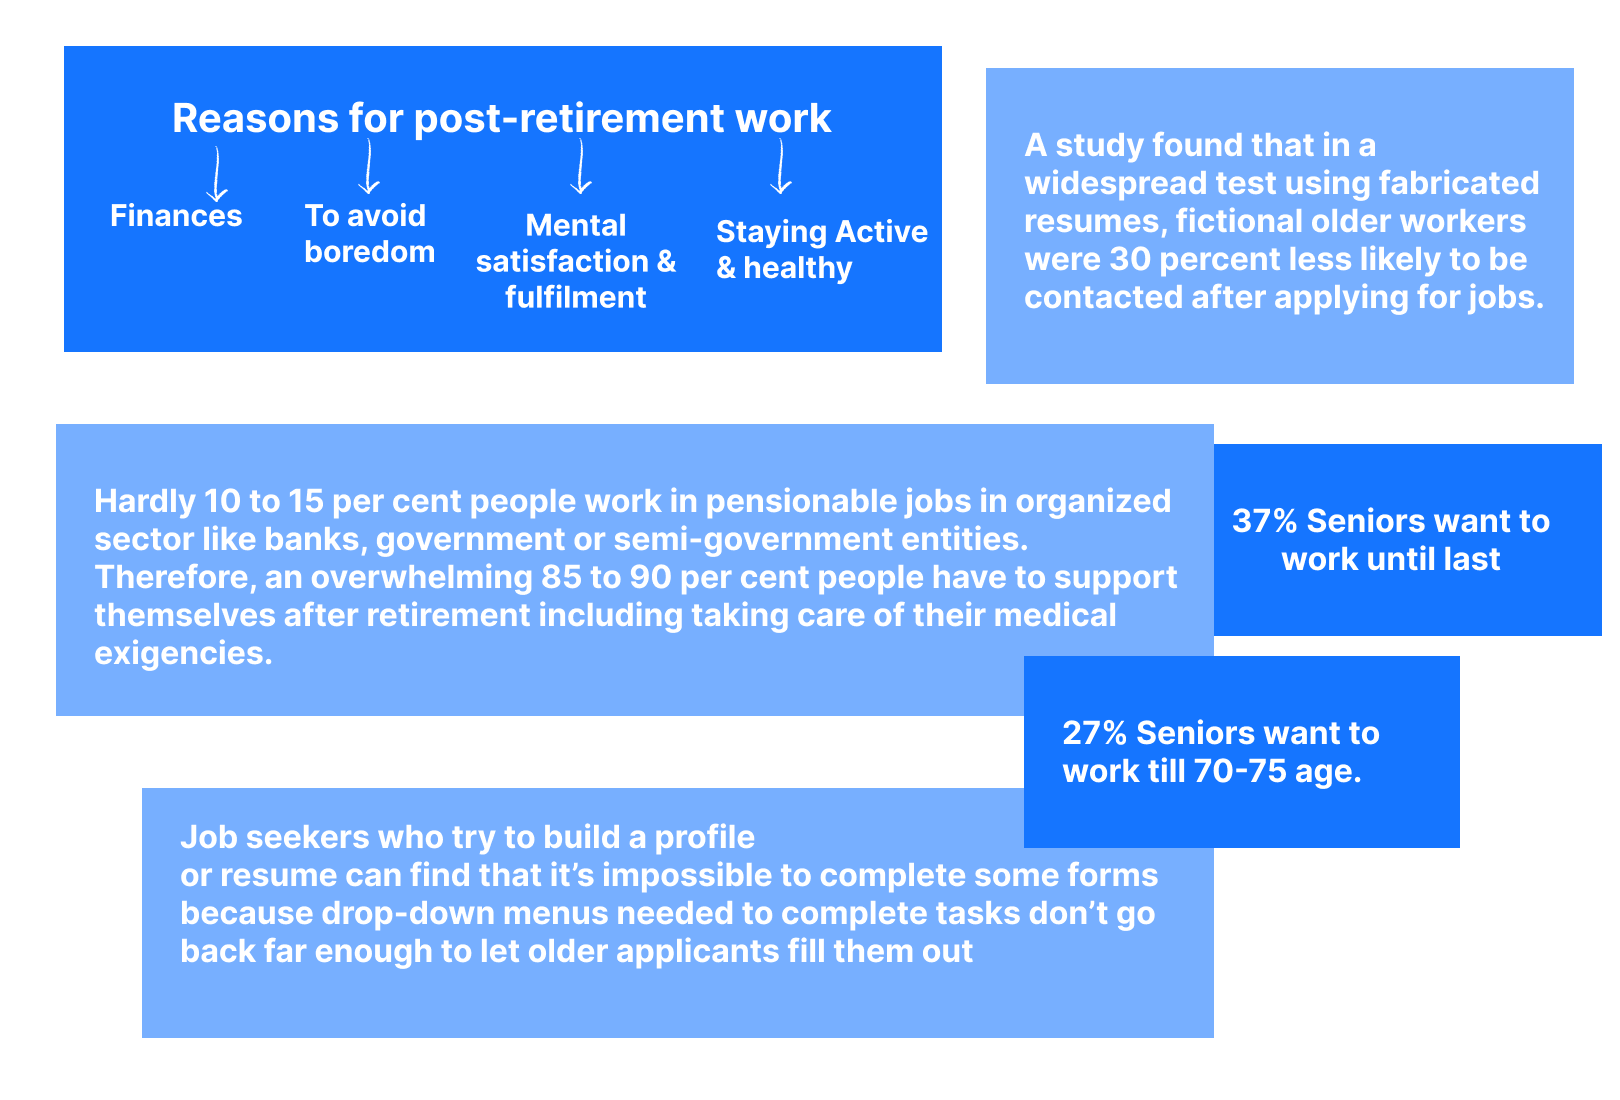 Reasons for post-retirement work
Finances
To avoid
boredom
Mental
satisfaction &
fulfilment
Staying Active
& healthy
A study found that in a
widespread test using fabricated
resumes, fictional older workers
were 30 percent less likely to be
contacted after applying for jobs.
Hardly 10 to 15 per cent people work in pensionable jobs in organized
sector like banks, government or semi-government entities.
Therefore, an overwhelming 85 to 90 per cent people have to support
themselves after retirement including taking care of their medical
exigencies.
37% Seniors want to
work until last
27% Seniors want to
work till 70-75 age.
Job seekers who try to build a profile
or resume can find that it’s impossible to complete some forms
because drop-down menus needed to complete tasks don’t go
back far enough to let older applicants fill them out